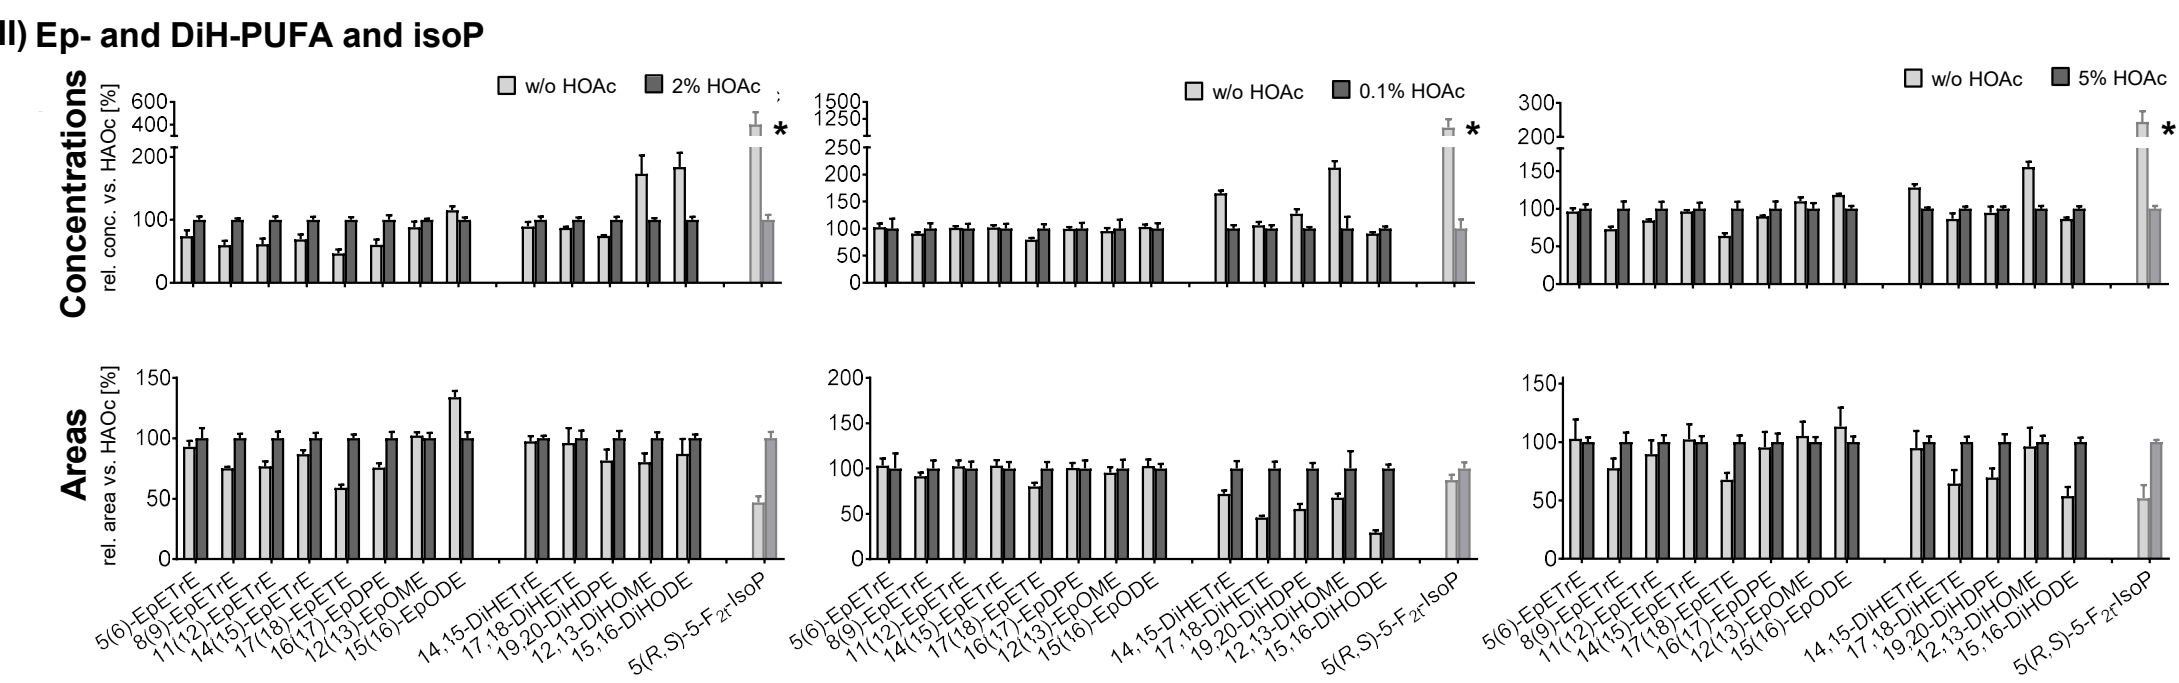 II) Ep- and DiH-PUFA and isoP
Concentrations
rel. conc. vs. HAOc [%]
w/o HOAc 2% HOAc
600
400
200
100
0
*
w/o HOAc 0.1% HOAc
1500
1250
250
200
150
100
50
0
*
w/o HOAc 5% HOAc
300
200
150
100
50
0
*
Areas
rel. area vs. HAOc [%]
150
100
50
0
5(6)-EpETrE
8(9)-EpETrE
11(12)-EpETrE
14(15)-EpETrE
17(18)-EpETE
16(17)-EpDPE
12(13)-EpOME
15(16)-EpODE
14,15-DiHETrE
17,18-DiHETE
19,20-DiHDPE
12,13-DiHOME
15,16-DiHODE
5(R,S)-5-F2t-IsoP
200
150
100
50
0
5(6)-EpETrE
8(9)-EpETrE
11(12)-EpETrE
14(15)-EpETrE
17(18)-EpETE
16(17)-EpDPE
12(13)-EpOME
15(16)-EpODE
14,15-DiHETrE
17,18-DiHETE
19,20-DiHDPE
12,13-DiHOME
15,16-DiHODE
5(R,S)-5-F2t-IsoP
150
100
50
0
5(6)-EpETrE
8(9)-EpETrE
11(12)-EpETrE
14(15)-EpETrE
17(18)-EpETE
16(17)-EpDPE
12(13)-EpOME
15(16)-EpODE
14,15-DiHETrE
17,18-DiHETE
19,20-DiHDPE
12,13-DiHOME
15,16-DiHODE
5(R,S)-5-F2t-IsoP